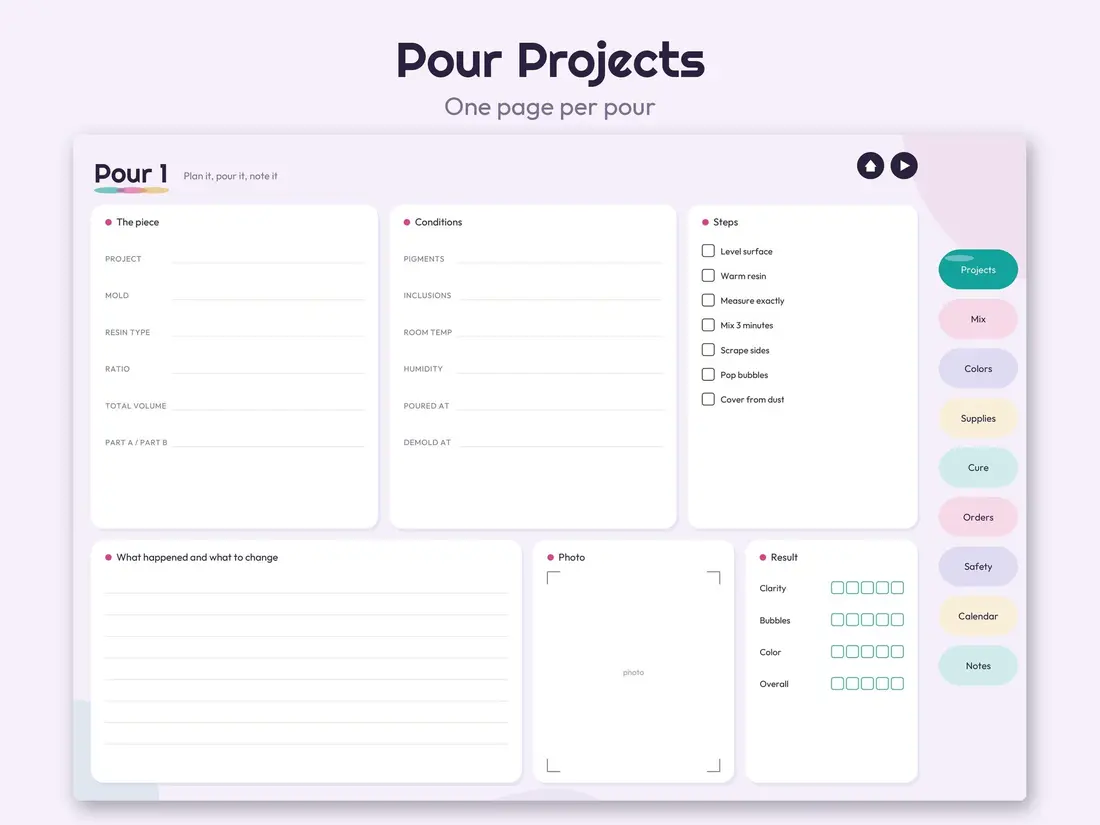 Pour Projects
One page per pour
Pour 1
Plan it, pour it, note it
The piece
PROJECT
MOLD
RESIN TYPE
RATIO
TOTAL VOLUME
PART A / PART B
Conditions
PIGMENTS
INCLUSIONS
ROOM TEMP
HUMIDITY
POURED AT
DEMOLD AT
Steps
Level surface
Warm resin
Measure exactly
Mix 3 minutes
Scrape sides
Pop bubbles
Cover from dust
What happened and what to change
Photo
photo
Result
Clarity
Bubbles
Color
Overall
Projects
Mix
Colors
Supplies
Cure
Orders
Safety
Calendar
Notes